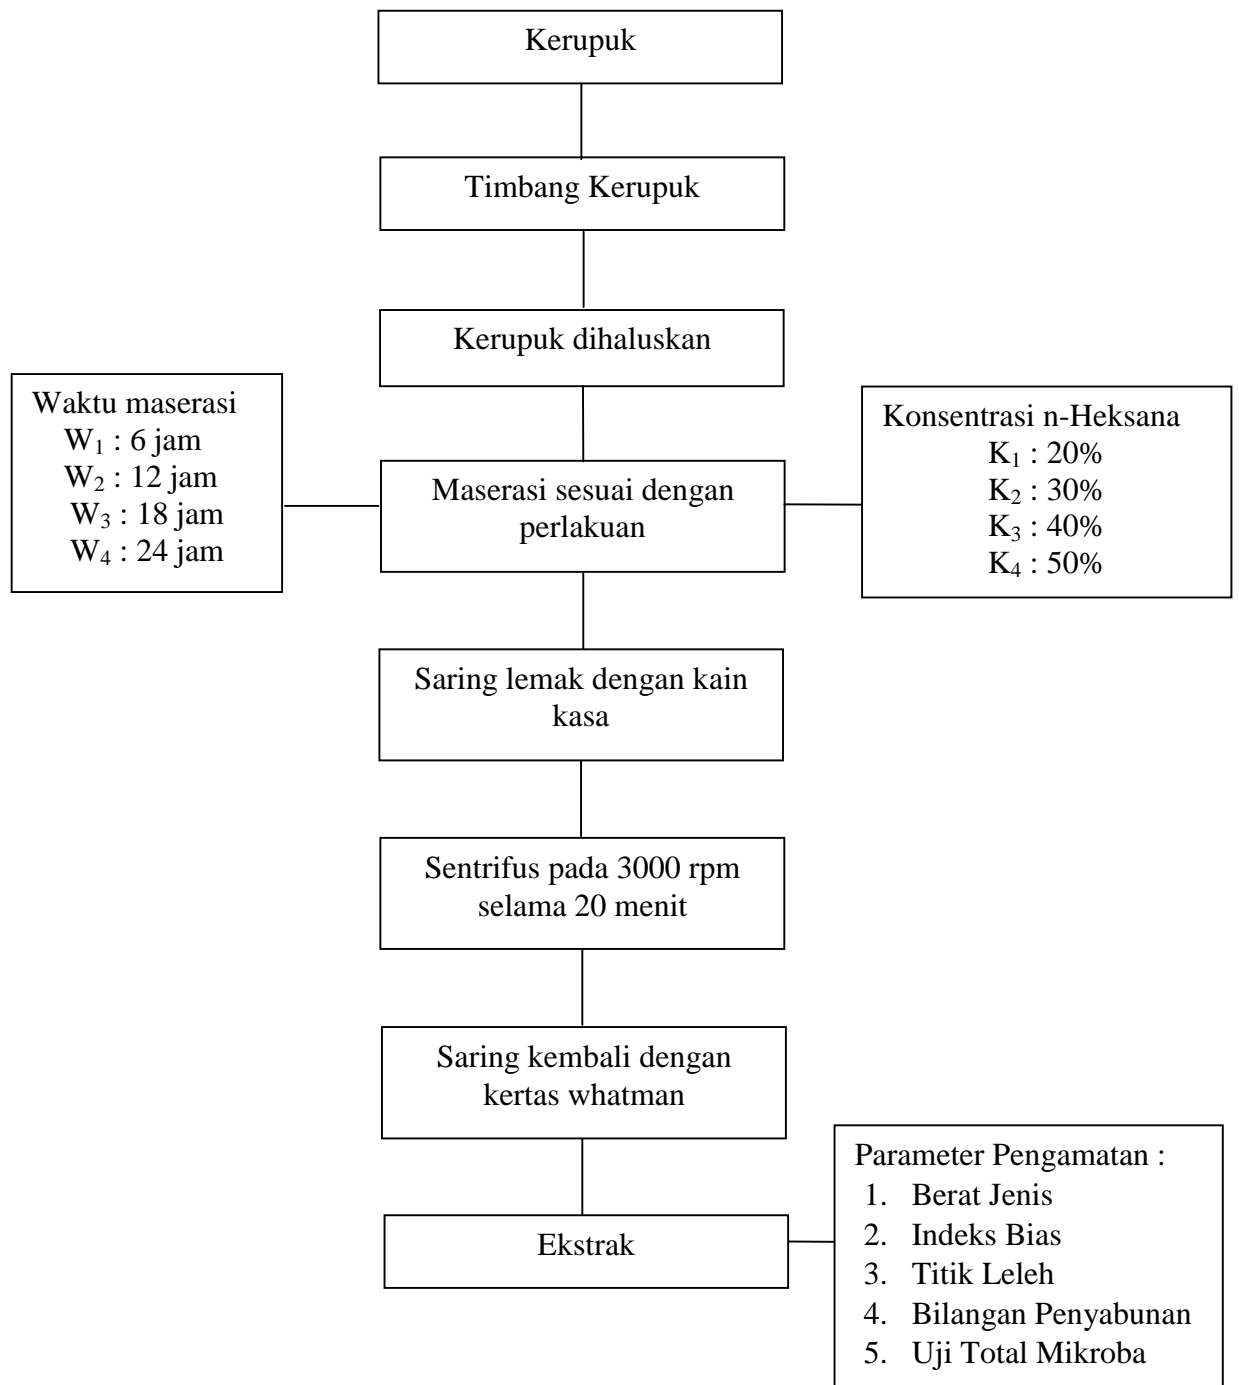 Kerupuk
Timbang Kerupuk
Kerupuk dihaluskan
Waktu maserasi
W₁ : 6 jam
W₂ : 12 jam
W₃ : 18 jam
W₄ : 24 jam
Maserasi sesuai dengan
perlakuan
Konsentrasi n-Heksana
K₁ : 20%
K₂ : 30%
K₃ : 40%
K₄ : 50%
Saring lemak dengan kain
kasa
Sentrifus pada 3000 rpm
selama 20 menit
Saring kembali dengan
kertas whatman
Ekstrak
Parameter Pengamatan :
1. Berat Jenis
2. Indeks Bias
3. Titik Leleh
4. Bilangan Penyabunan
5. Uji Total Mikroba